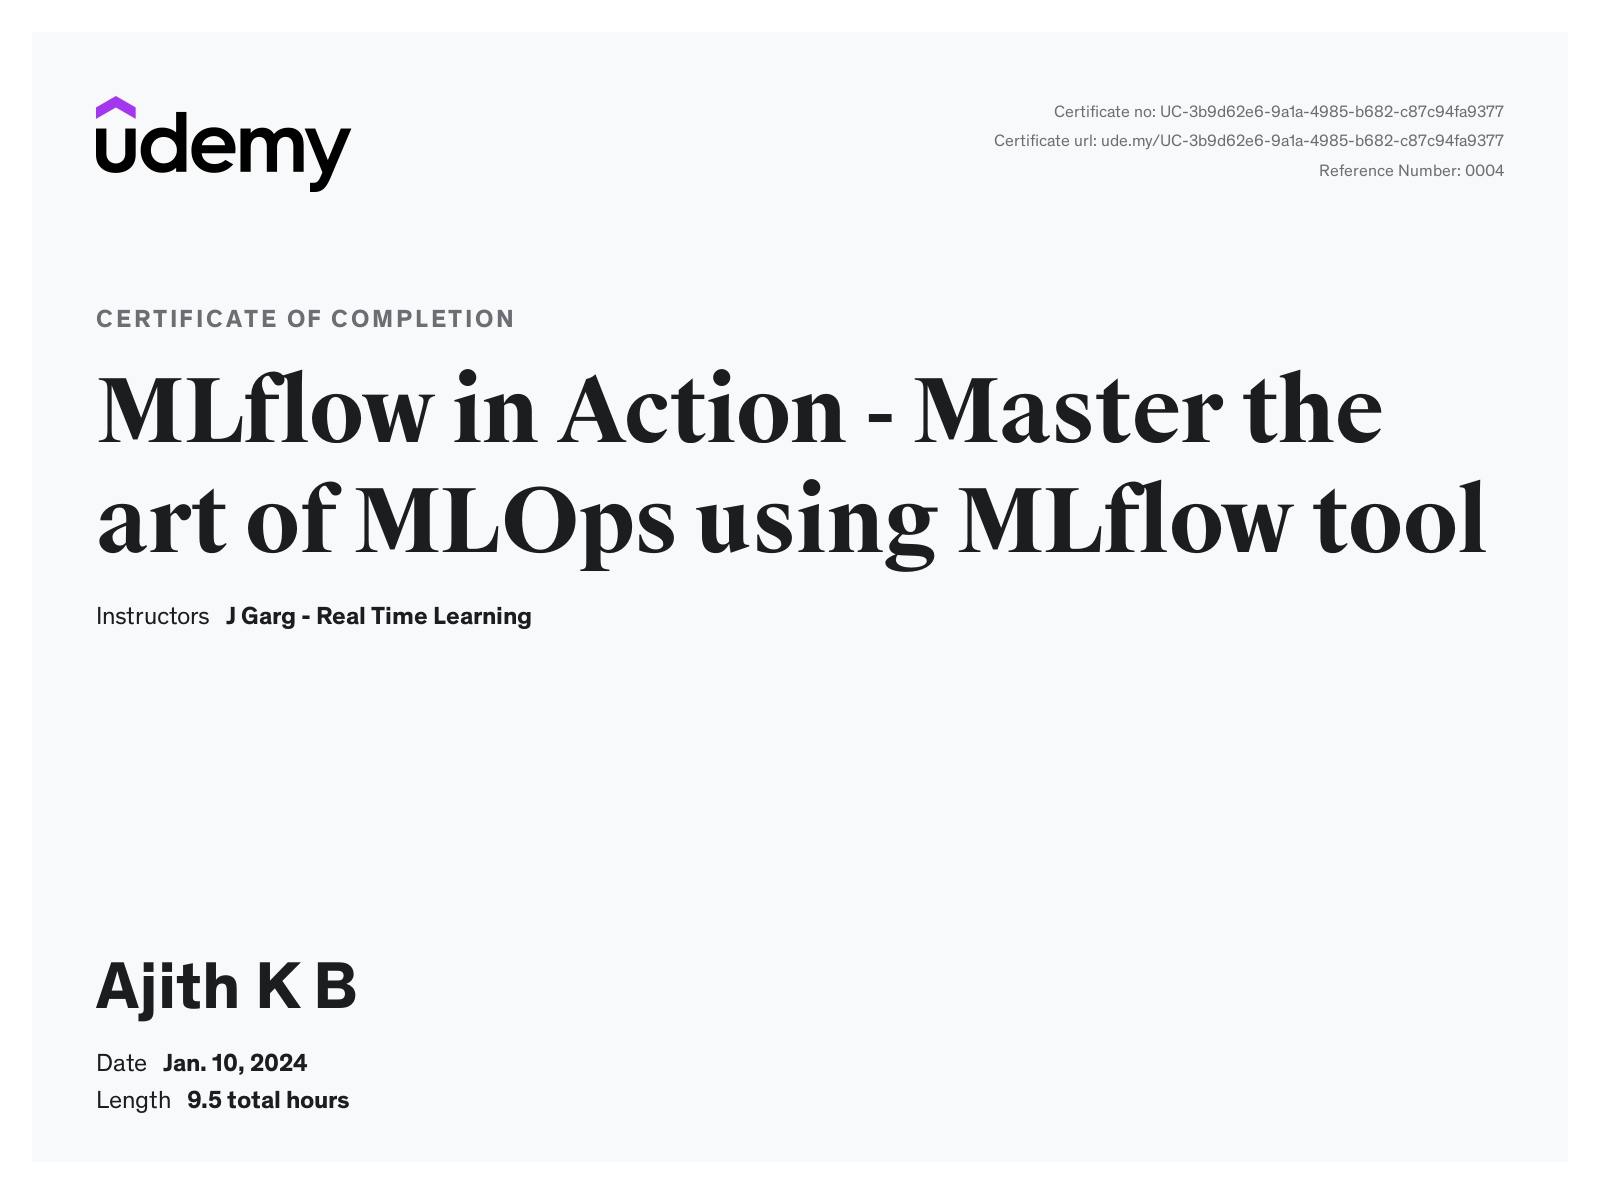 udemy
Certificate no: UC-3b9d62e6-9a1a-4985-b682-c87c94fa9377
Certificate url: ude.my/UC-3b9d62e6-9a1a-4985-b682-c87c94fa9377
Reference Number: 0004
CERTIFICATE OF COMPLETION
MLflow in Action - Master the
art of MLOps using MLflow tool
Instructors J Garg - Real Time Learning
Ajith K B
Date Jan. 10, 2024
Length 9.5 total hours